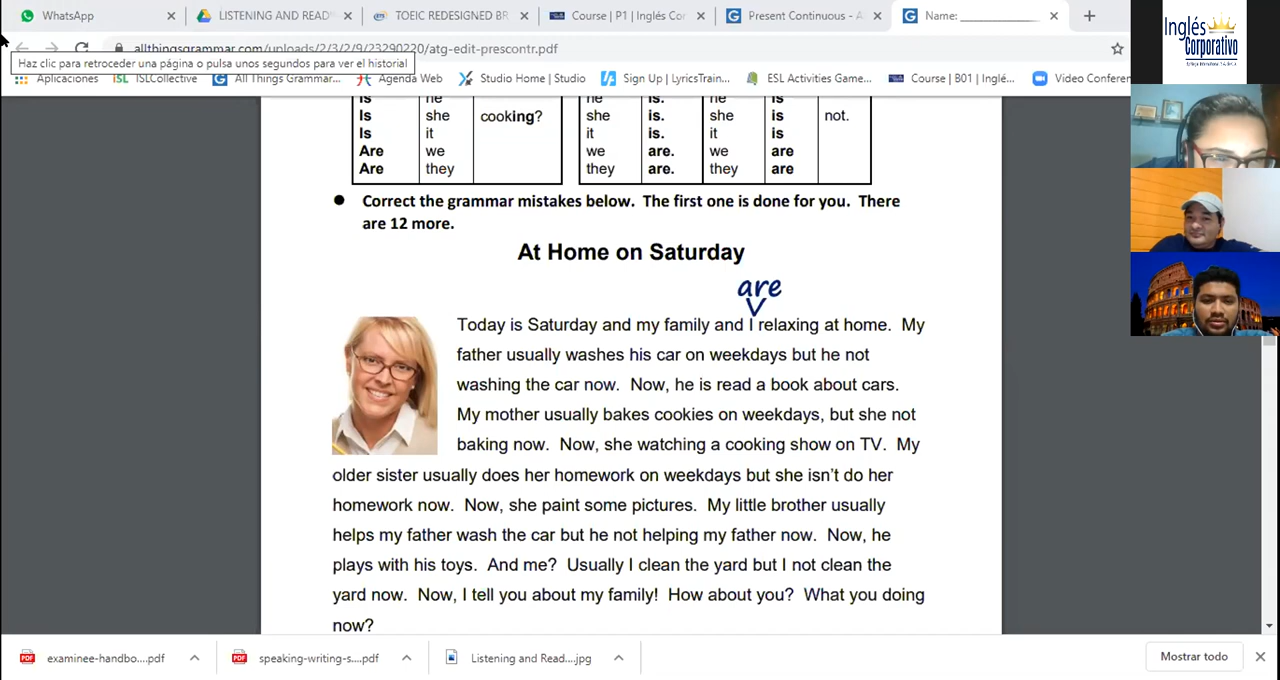 WhatsApp
LISTENING AND READ
TOEIC REDESIGNED BR
Course | P1 | Inglés Cor
Present Continuous - A
Name: ____________
allthingsgrammar.com/uploads/2/3/2/9/23290220/atg-edit-prescontr.pdf
Haz clic para retroceder una página o pulsa unos segundos para ver el historial
Aplicaciones
ISL ISLCollective
All Things Grammar...
Agenda Web
Studio Home | Studio
Sign Up | LyricsTrain...
ESL Activities Game...
Course | B01 | Inglé...
Video Conferen
Inglés
Corporativo
Is he he is. he is
Is she cooking? she is. she is not.
Is it it is. it is
Are we we are. we are
Are they they are. they are
● Correct the grammar mistakes below. The first one is done for you. There
are 12 more.
At Home on Saturday
are
Today is Saturday and my family and I relaxing at home. My
father usually washes his car on weekdays but he not
washing the car now. Now, he is read a book about cars.
My mother usually bakes cookies on weekdays, but she not
baking now. Now, she watching a cooking show on TV. My
older sister usually does her homework on weekdays but she isn't do her
homework now. Now, she paint some pictures. My little brother usually
helps my father wash the car but he not helping my father now. Now, he
plays with his toys. And me? Usually I clean the yard but I not clean the
yard now. Now, I tell you about my family! How about you? What you doing
now?
examinee-handbo....pdf
speaking-writing-s....pdf
Listening and Read....jpg
Mostrar todo